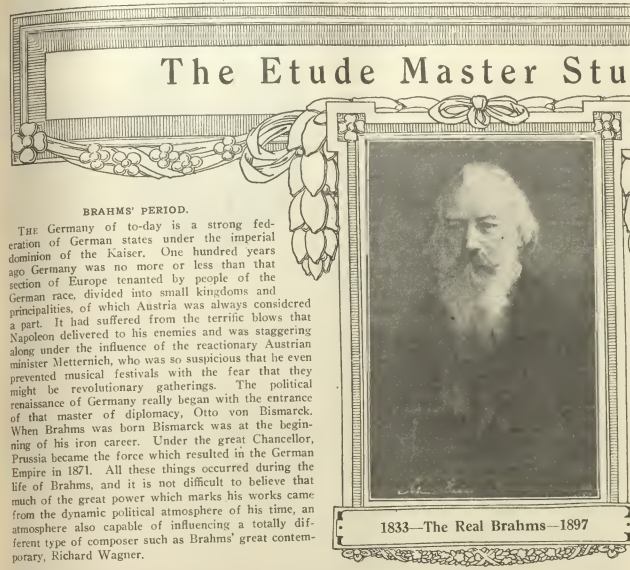 The Etude Master Stu
BRAHMS' PERIOD.
THE Germany of to-day is a strong fed-
eration of German states under the imperial
dominion of the Kaiser. One hundred years
ago Germany was no more or less than that
section of Europe tenanted by people of the
German race, divided into small kingdoms and
principalities, of which Austria was always considered
a part. It had suffered from the terrific blows that
Napoleon delivered to his enemies and was staggering
along under the influence of the reactionary Austrian
minister Metternich, who was so suspicious that he even
prevented musical festivals with the fear that they
might be revolutionary gatherings. The political
renaissance of Germany really began with the entrance
of that master of diplomacy, Otto von Bismarck.
When Brahms was born Bismarck was at the begin-
ning of his iron career. Under the great Chancellor,
Prussia became the force which resulted in the German
Empire in 1871. All these things occurred during the
life of Brahms, and it is not difficult to believe that
much of the great power which marks his works came
from the dynamic political atmosphere of his time, an
atmosphere also capable of influencing a totally dif-
ferent type of composer such as Brahms' great contem-
porary, Richard Wagner.
1833—The Real Brahms—1897